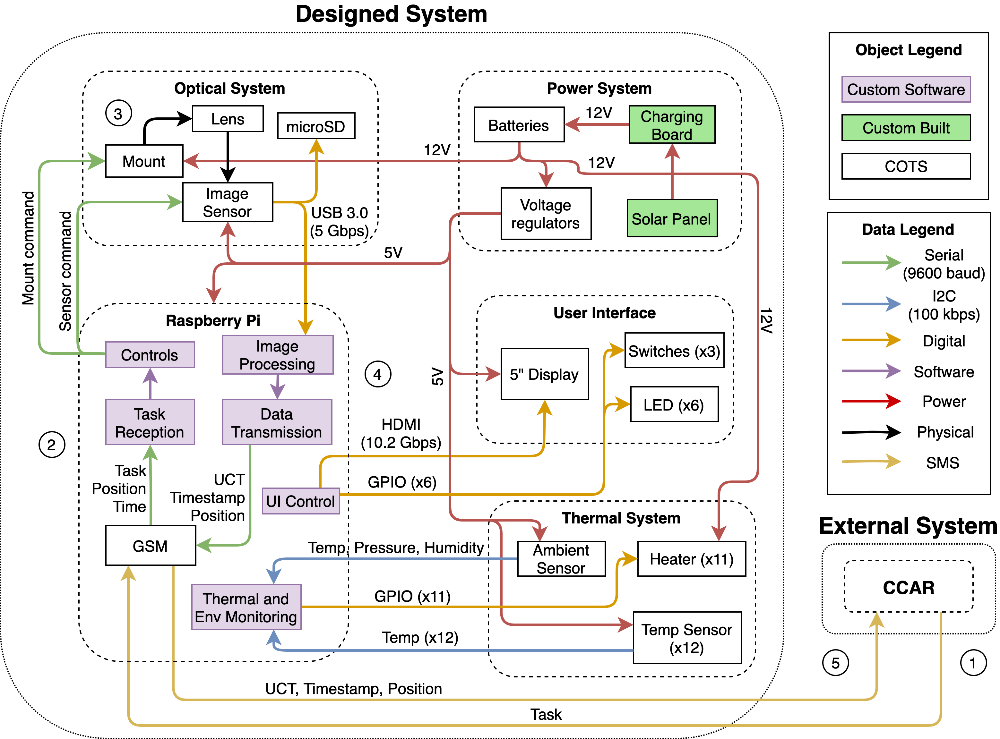 Designed System
Optical System
3
Lens
microSD
Mount
Image
Sensor
USB 3.0
(5 Gbps)
Mount command
Sensor command
Power System
Batteries
12V
Charging
Board
12V
12V
Voltage
regulators
Solar Panel
5V
12V
5V
Raspberry Pi
Controls
Image
Processing
Task
Reception
Data
Transmission
2
4
Task
Position
Time
UCT
Timestamp
Position
UI Control
GSM
Thermal and
Env Monitoring
User Interface
5" Display
Switches (x3)
LED (x6)
HDMI
(10.2 Gbps)
GPIO (x6)
Thermal System
Ambient
Sensor
Heater (x11)
Temp Sensor
(x12)
Temp, Pressure, Humidity
GPIO (x11)
Temp (x12)
UCT, Timestamp, Position
Task
Object Legend
Custom Software
Custom Built
COTS
Data Legend
Serial
(9600 baud)
I2C
(100 kbps)
Digital
Software
Power
Physical
SMS
External System
CCAR
5
1